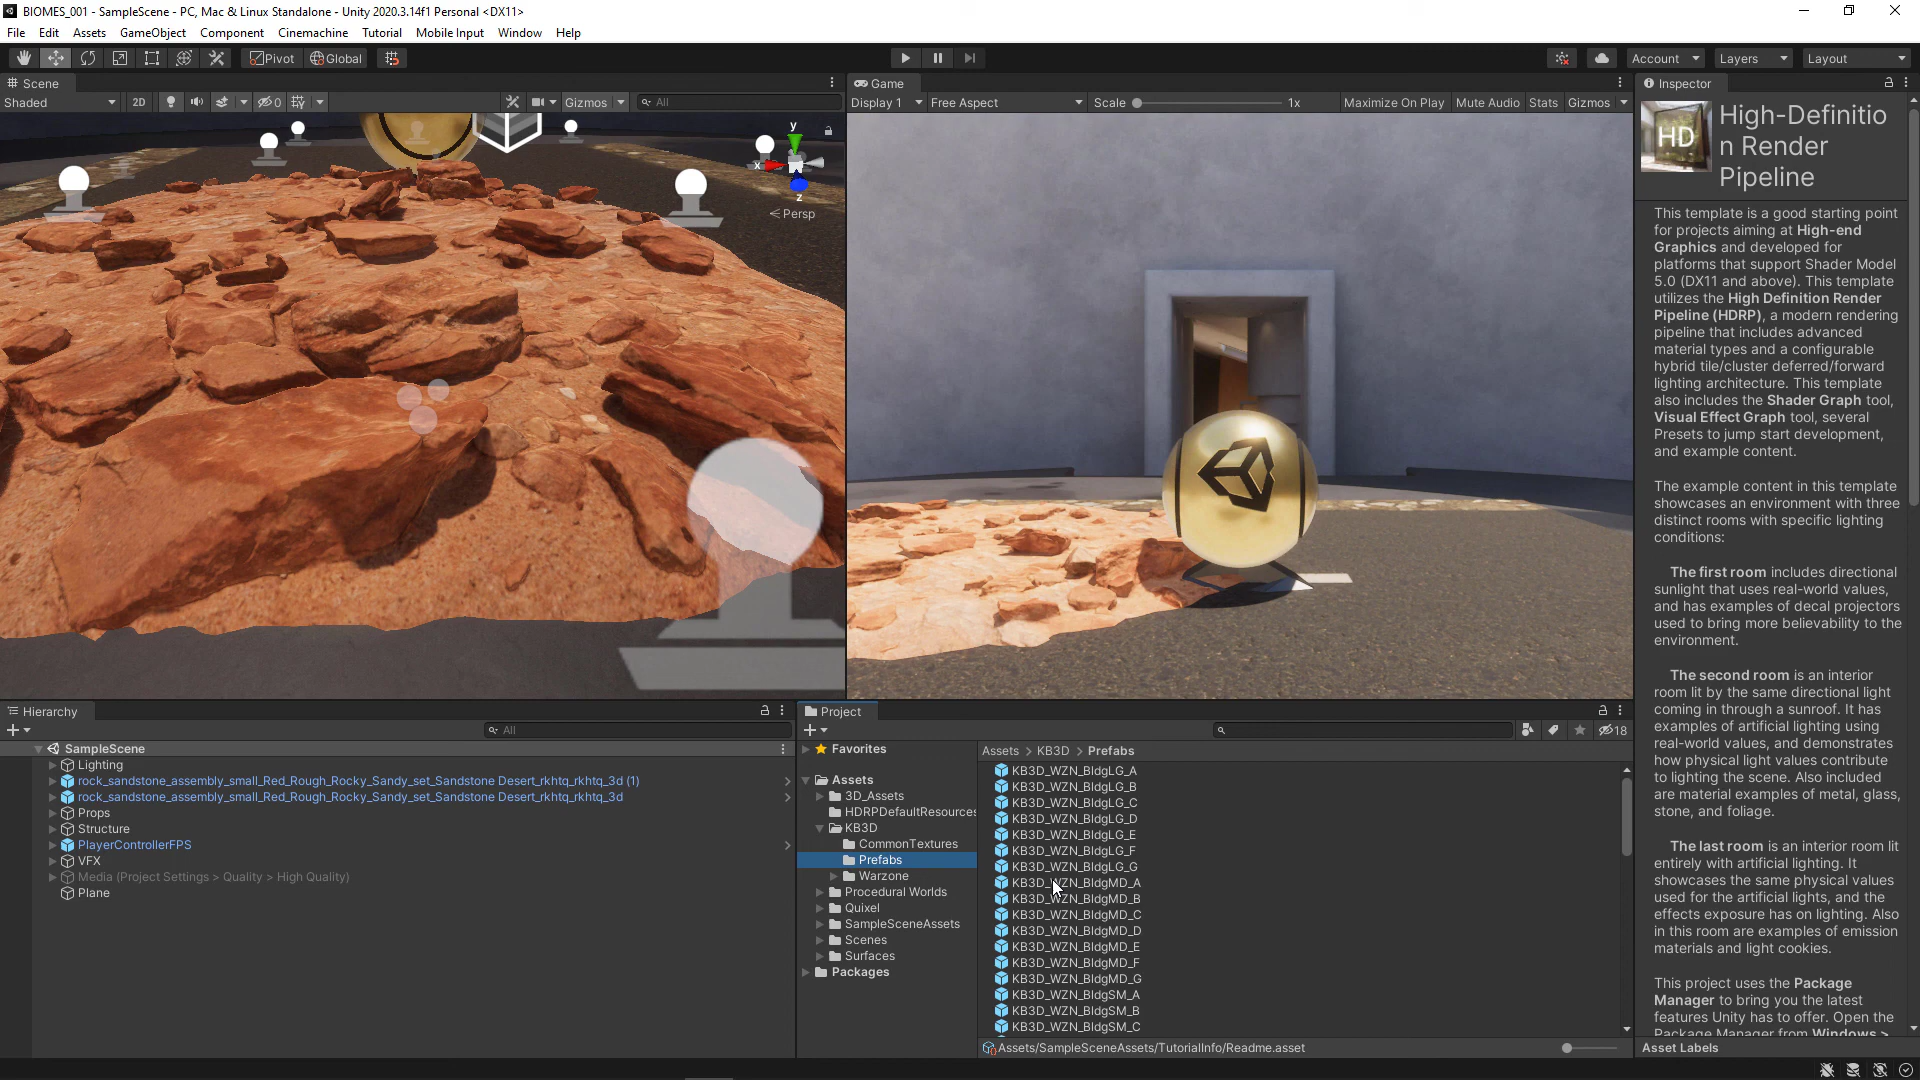 BIOMES_001 - SampleScene - PC, Mac & Linux Standalone - Unity 2020.3.14f1 Personal <DX11>
File Edit Assets GameObject Component Cinemachine Tutorial Mobile Input Window Help
Pivot Global Account Layers Layout
Scene
Shaded 2D 0 Gizmos All
y
x
z
Persp
Game
Display 1 Free Aspect Scale 1x Maximize On Play Mute Audio Stats Gizmos
Inspector
HD
High-Definitio
n Render
Pipeline
This template is a good starting point
for projects aiming at High-end
Graphics and developed for
platforms that support Shader Model
5.0 (DX11 and above). This template
utilizes the High Definition Render
Pipeline (HDRP), a modern rendering
pipeline that includes advanced
material types and a configurable
hybrid tile/cluster deferred/forward
lighting architecture. This template
also includes the Shader Graph tool,
Visual Effect Graph tool, several
Presets to jump start development,
and example content.
The example content in this template
showcases an environment with three
distinct rooms with specific lighting
conditions:
The first room includes directional
sunlight that uses real-world values,
and has examples of decal projectors
used to bring more believability to the
environment.
The second room is an interior
room lit by the same directional light
coming in through a sunroof. It has
examples of artificial lighting using
real-world values, and demonstrates
how physical light values contribute
to lighting the scene. Also included
are material examples of metal, glass,
stone, and foliage.
The last room is an interior room lit
entirely with artificial lighting. It
showcases the same physical values
used for the artificial lights, and the
effects exposure has on lighting. Also
in this room are examples of emission
materials and light cookies.
This project uses the Package
Manager to bring you the latest
features Unity has to offer. Open the
Package Manager from Windows >
Asset Labels
Hierarchy
All
SampleScene
Lighting
rock_sandstone_assembly_small_Red_Rough_Rocky_Sandy_set_Sandstone Desert_rkhtq_rkhtq_3d (1)
rock_sandstone_assembly_small_Red_Rough_Rocky_Sandy_set_Sandstone Desert_rkhtq_rkhtq_3d
Props
Structure
PlayerControllerFPS
VFX
Media (Project Settings > Quality > High Quality)
Plane
Project
18
Favorites
Assets
3D_Assets
HDRPDefaultResources
KB3D
CommonTextures
Prefabs
Warzone
Procedural Worlds
Quixel
SampleSceneAssets
Scenes
Surfaces
Packages
Assets > KB3D > Prefabs
KB3D_WZN_BldgLG_A
KB3D_WZN_BldgLG_B
KB3D_WZN_BldgLG_C
KB3D_WZN_BldgLG_D
KB3D_WZN_BldgLG_E
KB3D_WZN_BldgLG_F
KB3D_WZN_BldgLG_G
KB3D_WZN_BldgMD_A
KB3D_WZN_BldgMD_B
KB3D_WZN_BldgMD_C
KB3D_WZN_BldgMD_D
KB3D_WZN_BldgMD_E
KB3D_WZN_BldgMD_F
KB3D_WZN_BldgMD_G
KB3D_WZN_BldgSM_A
KB3D_WZN_BldgSM_B
KB3D_WZN_BldgSM_C
Assets/SampleSceneAssets/TutorialInfo/Readme.asset